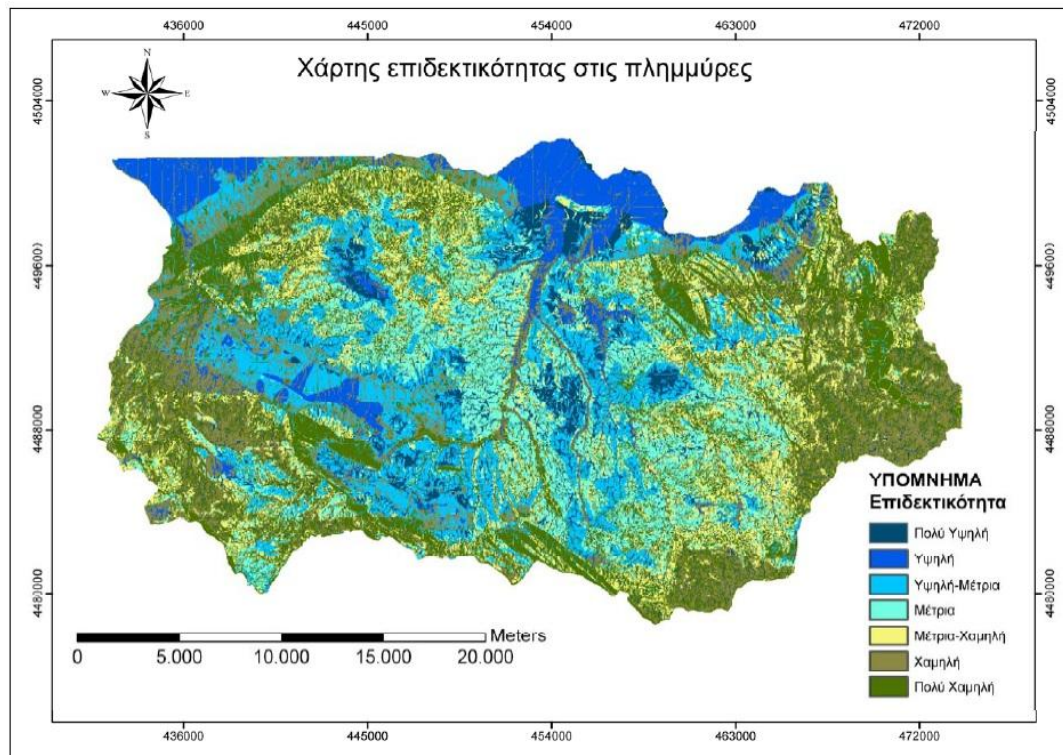 436000 445000 454000 463000 472000
Χάρτης επιδεκτικότητας στις πλημμύρες
N
W E
S
4504000 4504000
4496000 4496000
4488000 4488000
4480000 4480000
ΥΠΟΜΝΗΜΑ
Επιδεκτικότητα
Πολύ Υψηλή
Υψηλή
Υψηλή-Μέτρια
Μέτρια
Μέτρια-Χαμηλή
Χαμηλή
Πολύ Χαμηλή
Meters
0 5.000 10.000 15.000 20.000
436000 445000 454000 463000 472000